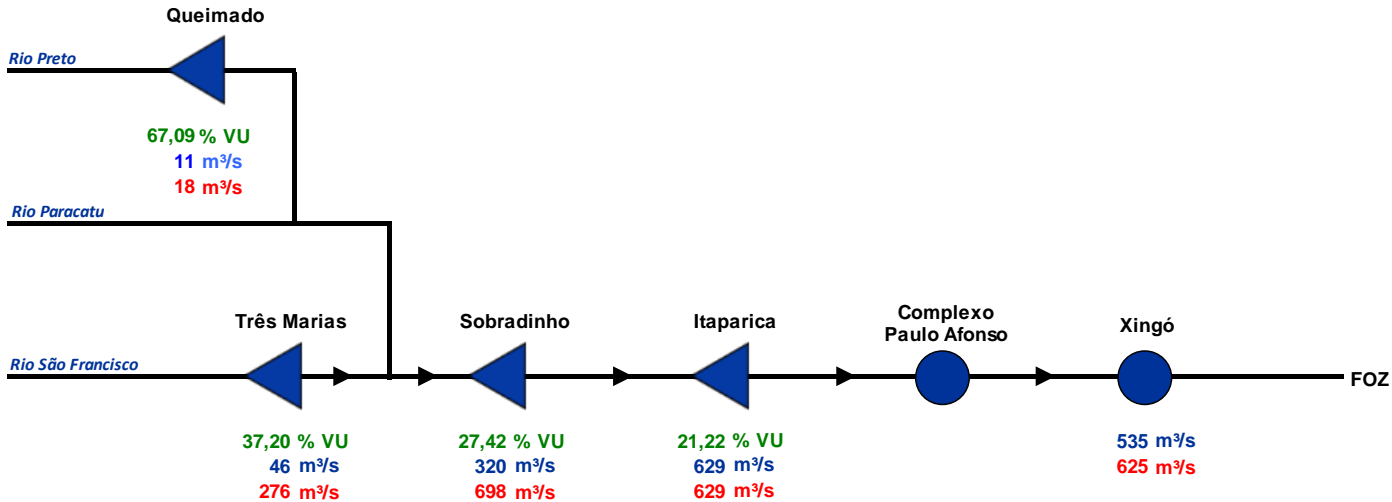 Queimado
Rio Preto
67,09 % VU
11 m³/s
18 m³/s
Rio Paracatu
Três Marias
Sobradinho
Itaparica
Complexo
Paulo Afonso
Xingó
Rio São Francisco
FOZ
37,20 % VU
46 m³/s
276 m³/s
27,42 % VU
320 m³/s
698 m³/s
21,22 % VU
629 m³/s
629 m³/s
535 m³/s
625 m³/s